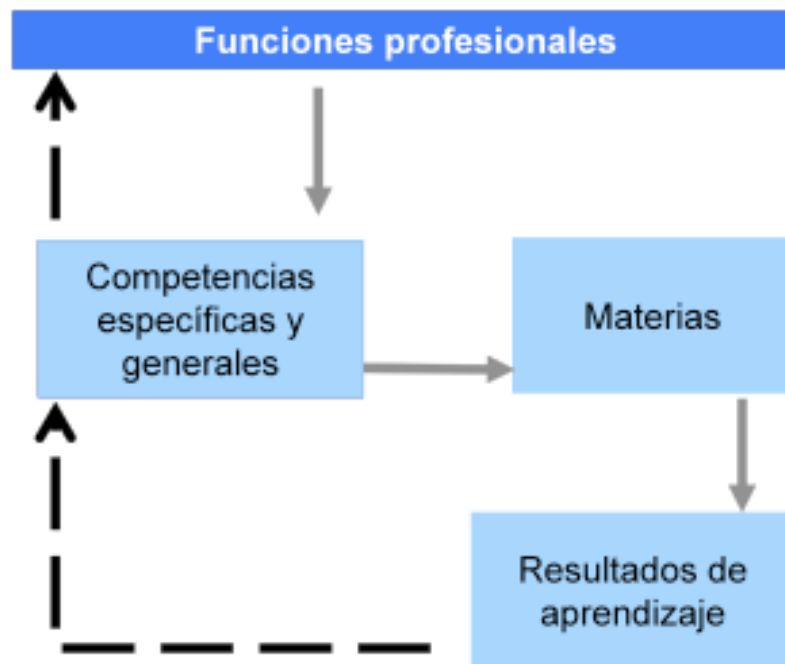 Funciones profesionales
Competencias
específicas y
generales
Materias
Resultados de
aprendizaje